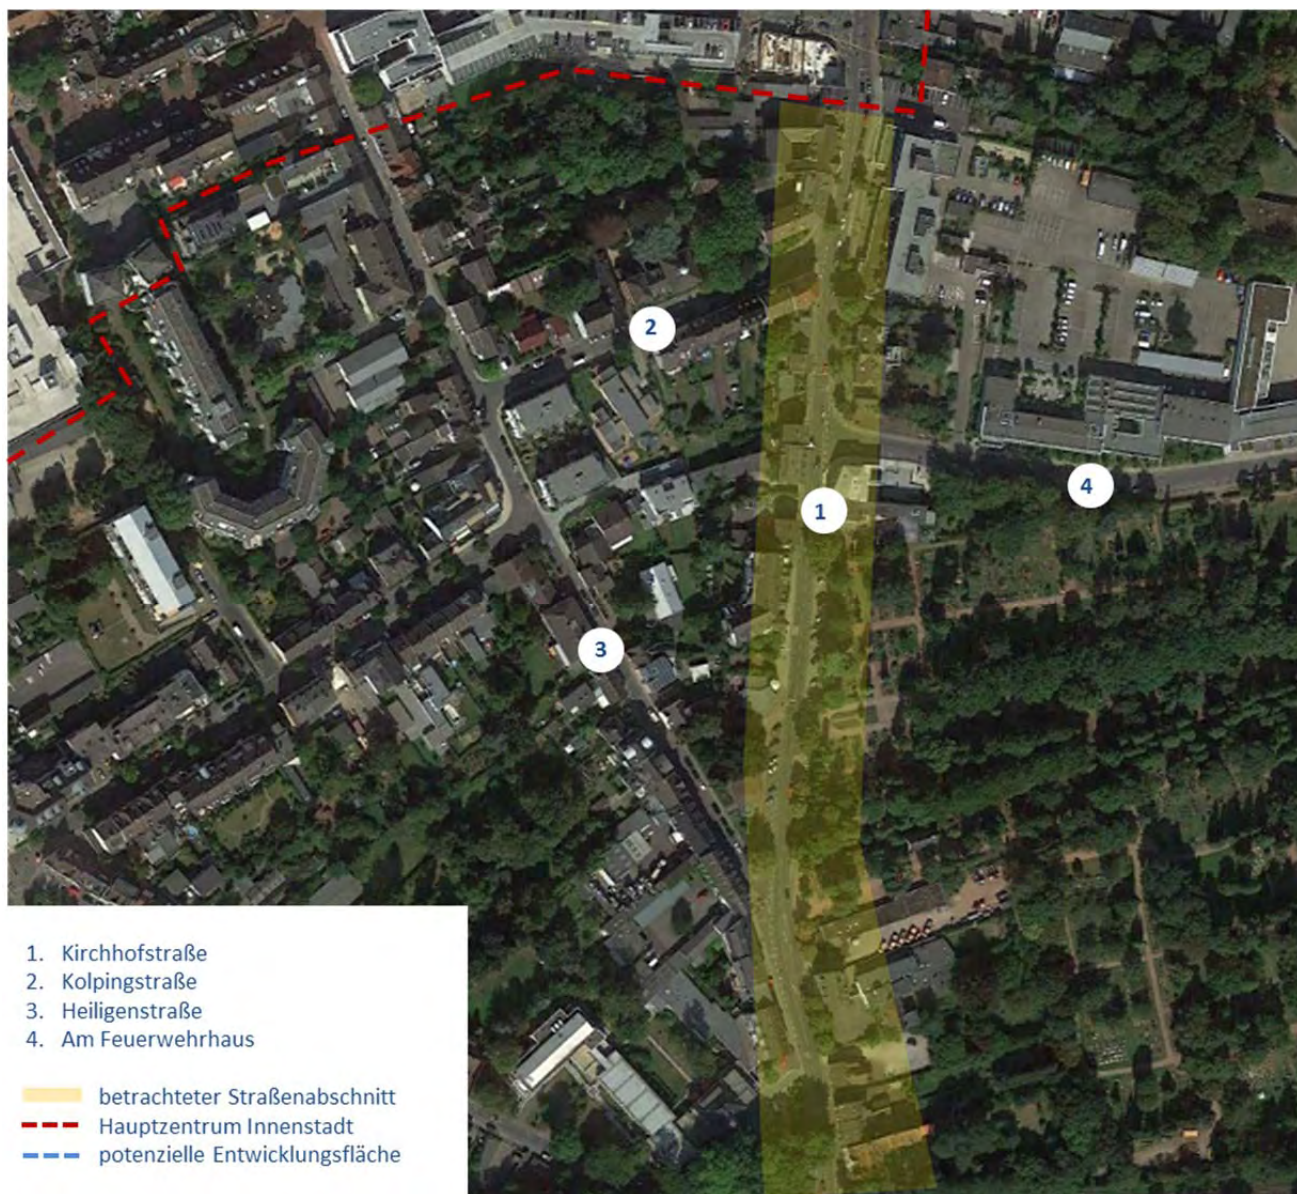 2
1
4
3
1. Kirchhofstraße
2. Kolpingstraße
3. Heiligenstraße
4. Am Feuerwehrhaus
betrachteter Straßenabschnitt
Hauptzentrum Innenstadt
potenzielle Entwicklungsfläche